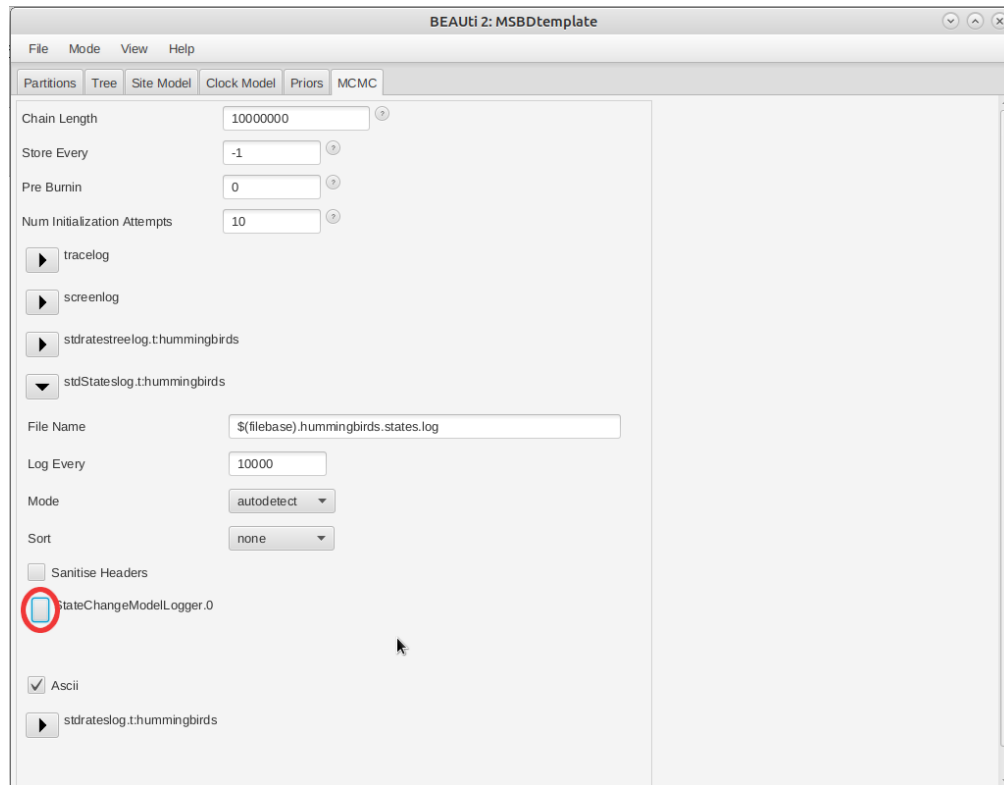 BEAUti 2: MSBDtemplate
File Mode View Help
Partitions Tree Site Model Clock Model Priors MCMC
Chain Length 10000000 ?
Store Every -1 ?
Pre Burnin 0 ?
Num Initialization Attempts 10 ?
tracelog
screenlog
stdratestreelog.t:hummingbirds
stdStateslog.t:hummingbirds
File Name $(filebase).hummingbirds.states.log
Log Every 10000
Mode autodetect
Sort none
Sanitise Headers
StateChangeModelLogger.0
Ascii
stdrateslog.t:hummingbirds